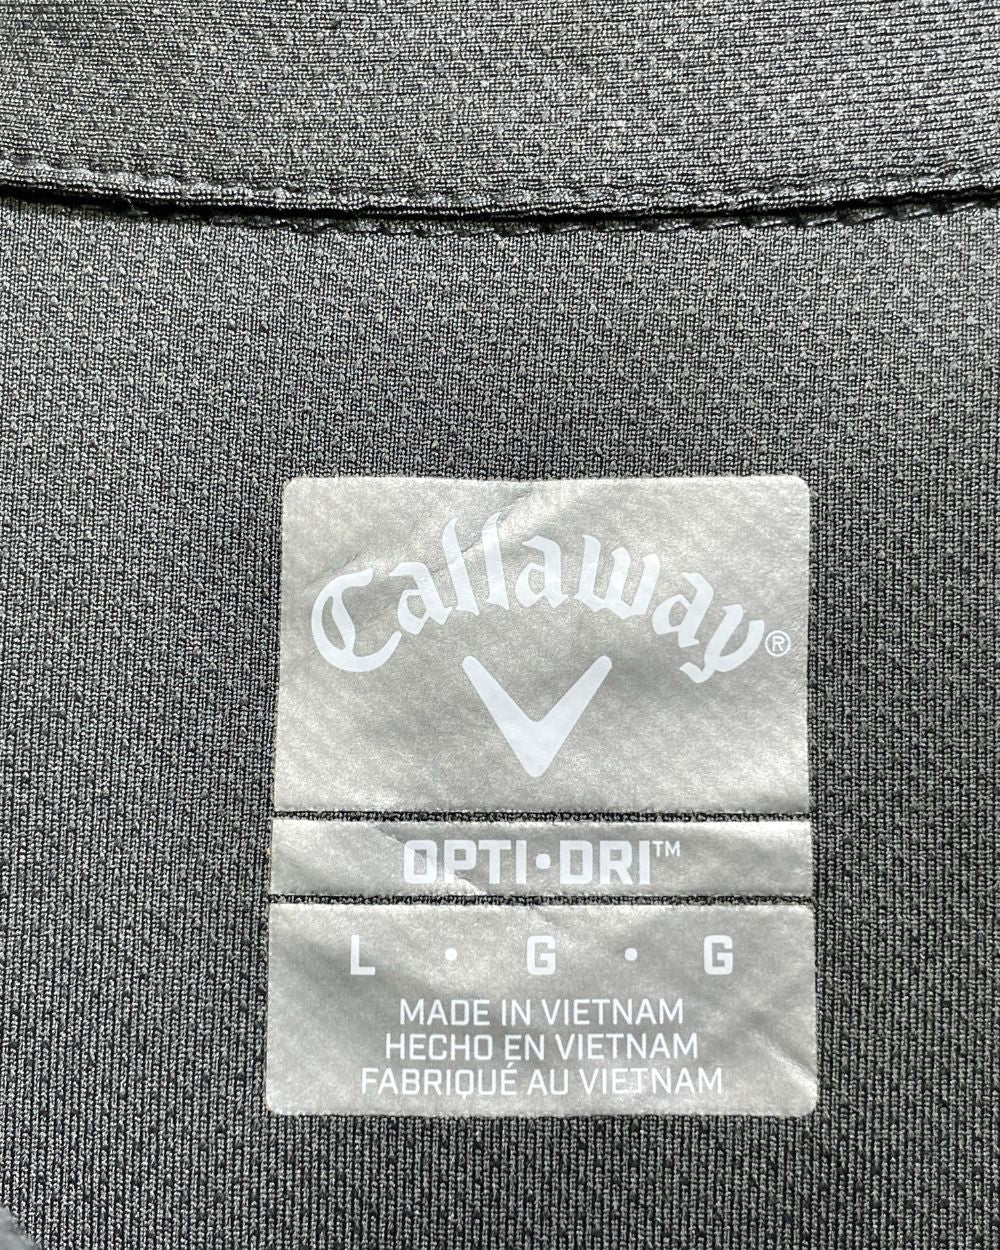 Callaway®
OPTI•DRI™
L • G • G
MADE IN VIETNAM
HECHO EN VIETNAM
FABRIQUÉ AU VIETNAM